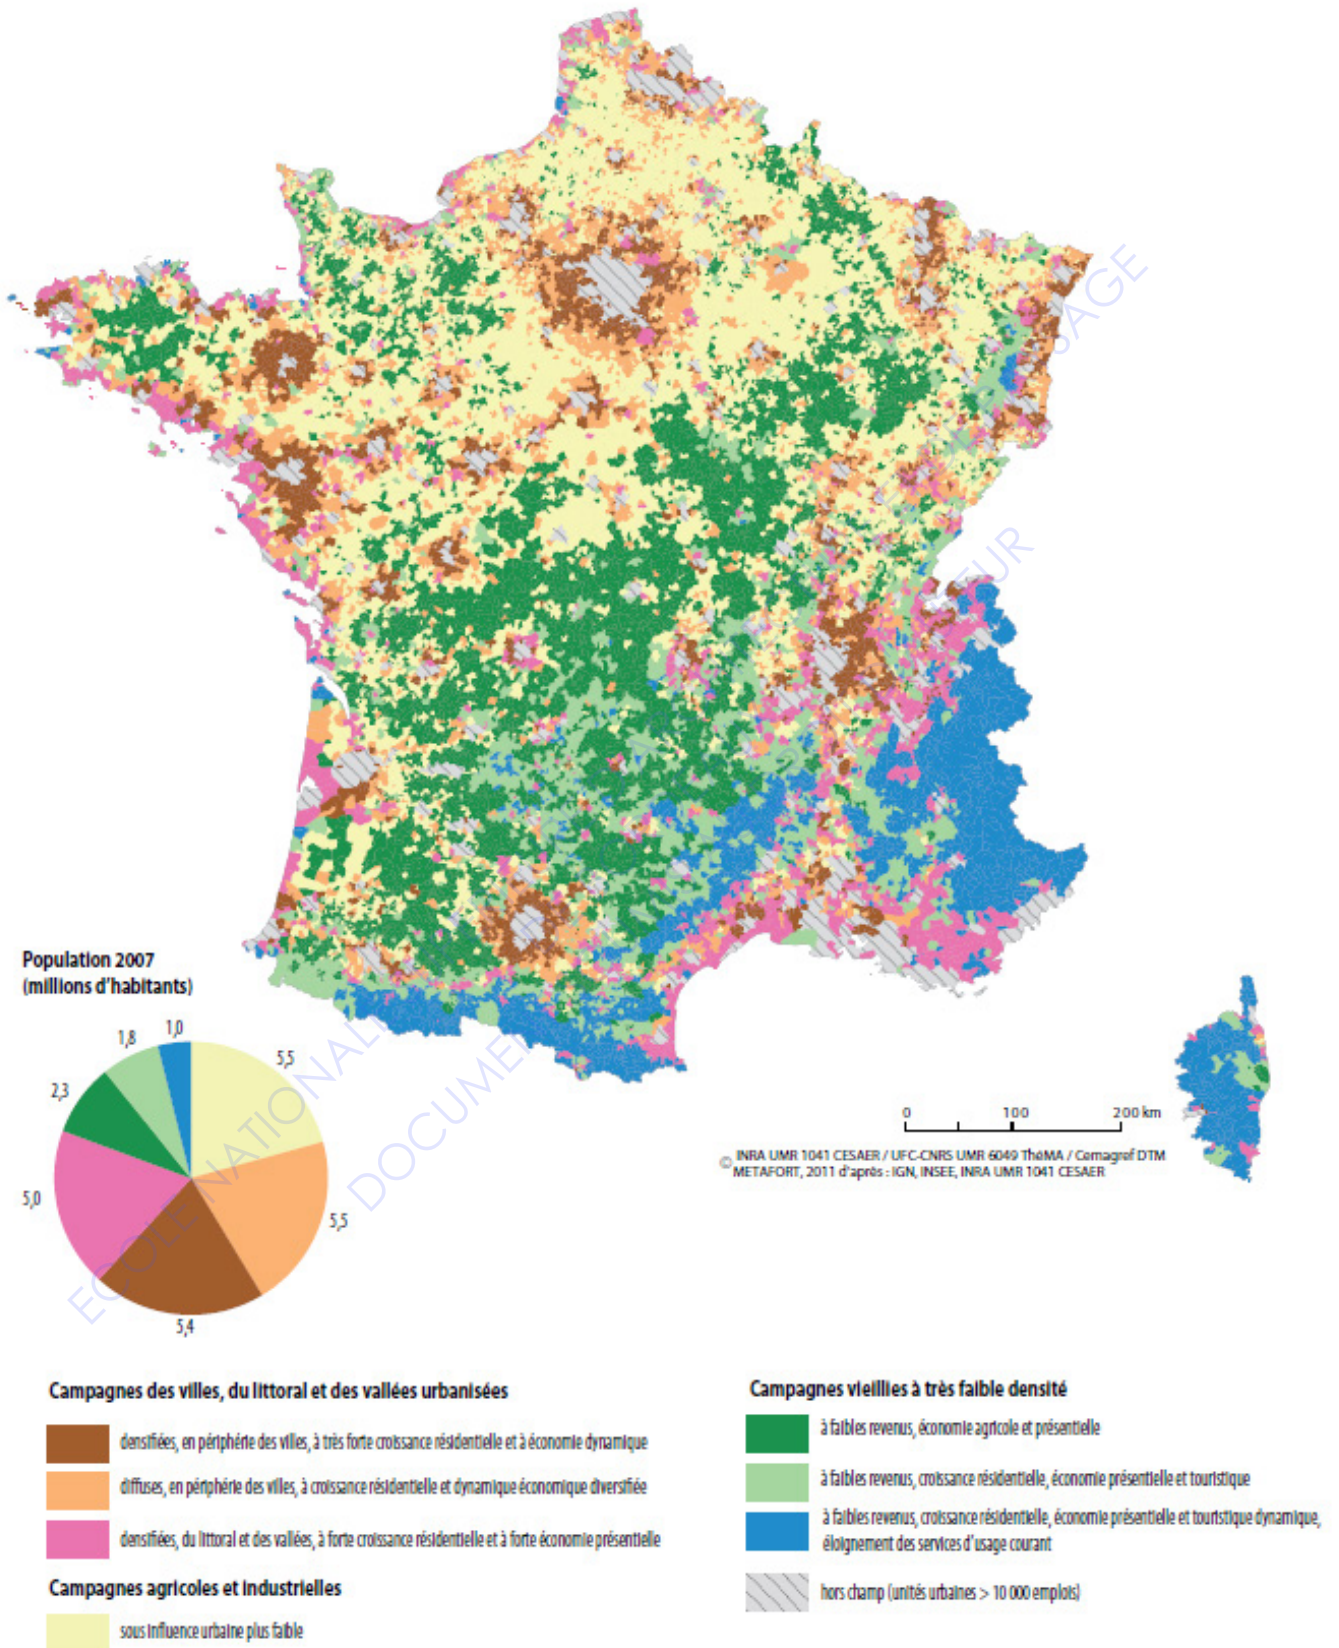 Population 2007
(millions d'habitants)
1,0
1,8
5,5
2,3
5,0
5,5
5,4
0 100 200 km
© INRA UMR 1041 CESAER / UFC-CNRS UMR 6049 ThéMA / Cemagref DTM
METAFORT, 2011 d'après : IGN, INSEE, INRA UMR 1041 CESAER
ECOLE NATIONALE
DOCUME
EUR
USAGE
Campagnes des villes, du littoral et des vallées urbanisées
densifiées, en périphérie des villes, à très forte croissance résidentielle et à économie dynamique
diffuses, en périphérie des villes, à croissance résidentielle et dynamique économique diversifiée
densifiées, du littoral et des vallées, à forte croissance résidentielle et à forte économie présentielle
Campagnes agricoles et industrielles
sous influence urbaine plus faible
Campagnes vieillies à très faible densité
à faibles revenus, économie agricole et présentielle
à faibles revenus, croissance résidentielle, économie présentielle et touristique
à faibles revenus, croissance résidentielle, économie présentielle et touristique dynamique,
éloignement des services d'usage courant
hors champ (unités urbaines > 10 000 emplois)